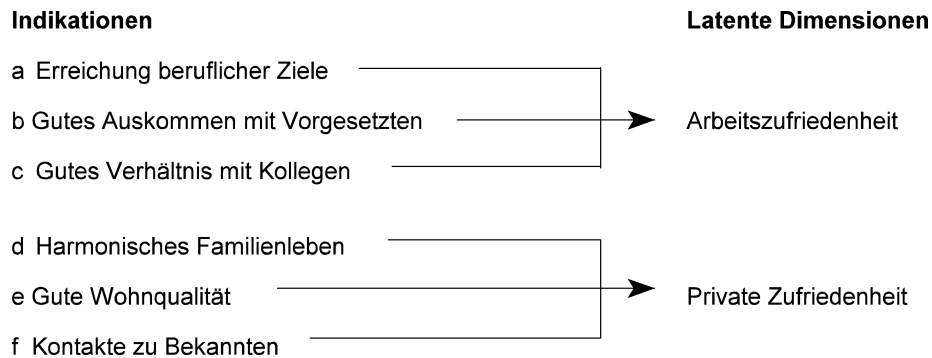 Indikationen
Latente Dimensionen
a Erreichung beruflicher Ziele
b Gutes Auskommen mit Vorgesetzten
Arbeitszufriedenheit
c Gutes Verhältnis mit Kollegen
d Harmonisches Familienleben
e Gute Wohnqualität
Private Zufriedenheit
f Kontakte zu Bekannten